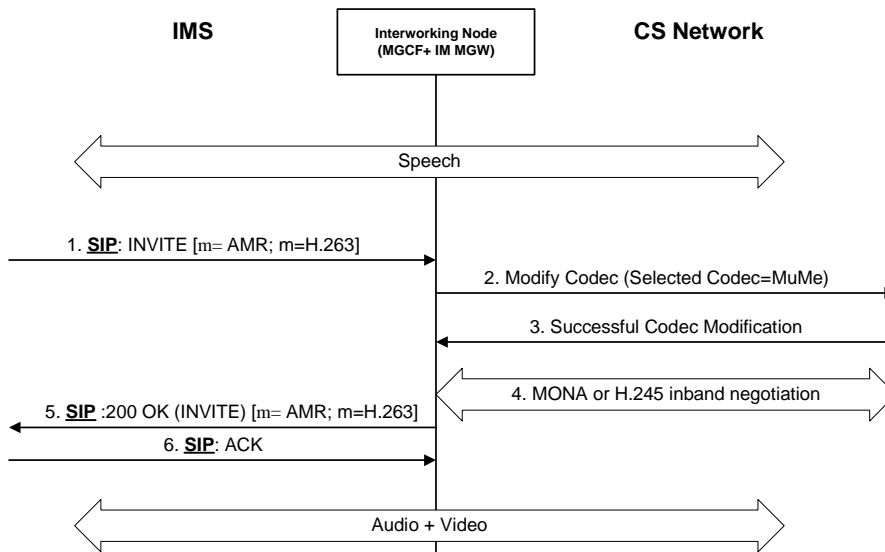 IMS
Interworking Node
(MGCF+ IM MGW)
CS Network
Speech
1. SIP: INVITE [m= AMR; m=H.263]
2. Modify Codec (Selected Codec=MuMe)
3. Successful Codec Modification
4. MONA or H.245 inband negotiation
5. SIP :200 OK (INVITE) [m= AMR; m=H.263]
6. SIP: ACK
Audio + Video